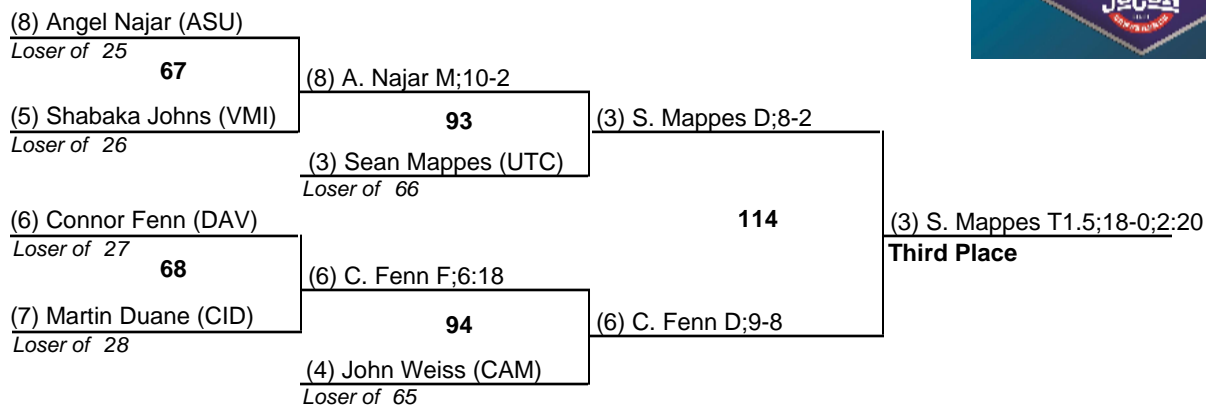 (8) Angel Najar (ASU)
Loser of 25
67
(5) Shabaka Johns (VMI)
Loser of 26
(8) A. Najar M;10-2
93
(3) Sean Mappes (UTC)
Loser of 66
(3) S. Mappes D;8-2
(6) Connor Fenn (DAV)
Loser of 27
68
(7) Martin Duane (CID)
Loser of 28
(6) C. Fenn F;6:18
94
(4) John Weiss (CAM)
Loser of 65
(6) C. Fenn D;9-8
114
(3) S. Mappes T1.5;18-0;2:20
Third Place